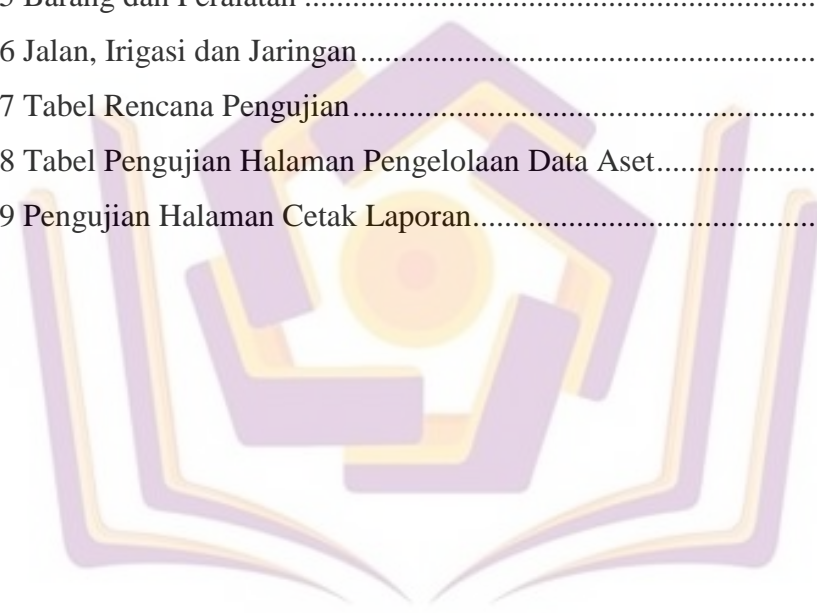 5 Barang dan Peralatan ................................................................
6 Jalan, Irigasi dan Jaringan ..........................................................
7 Tabel Rencana Pengujian ...........................................................
8 Tabel Pengujian Halaman Pengelolaan Data Aset ....................
9 Pengujian Halaman Cetak Laporan ...........................................